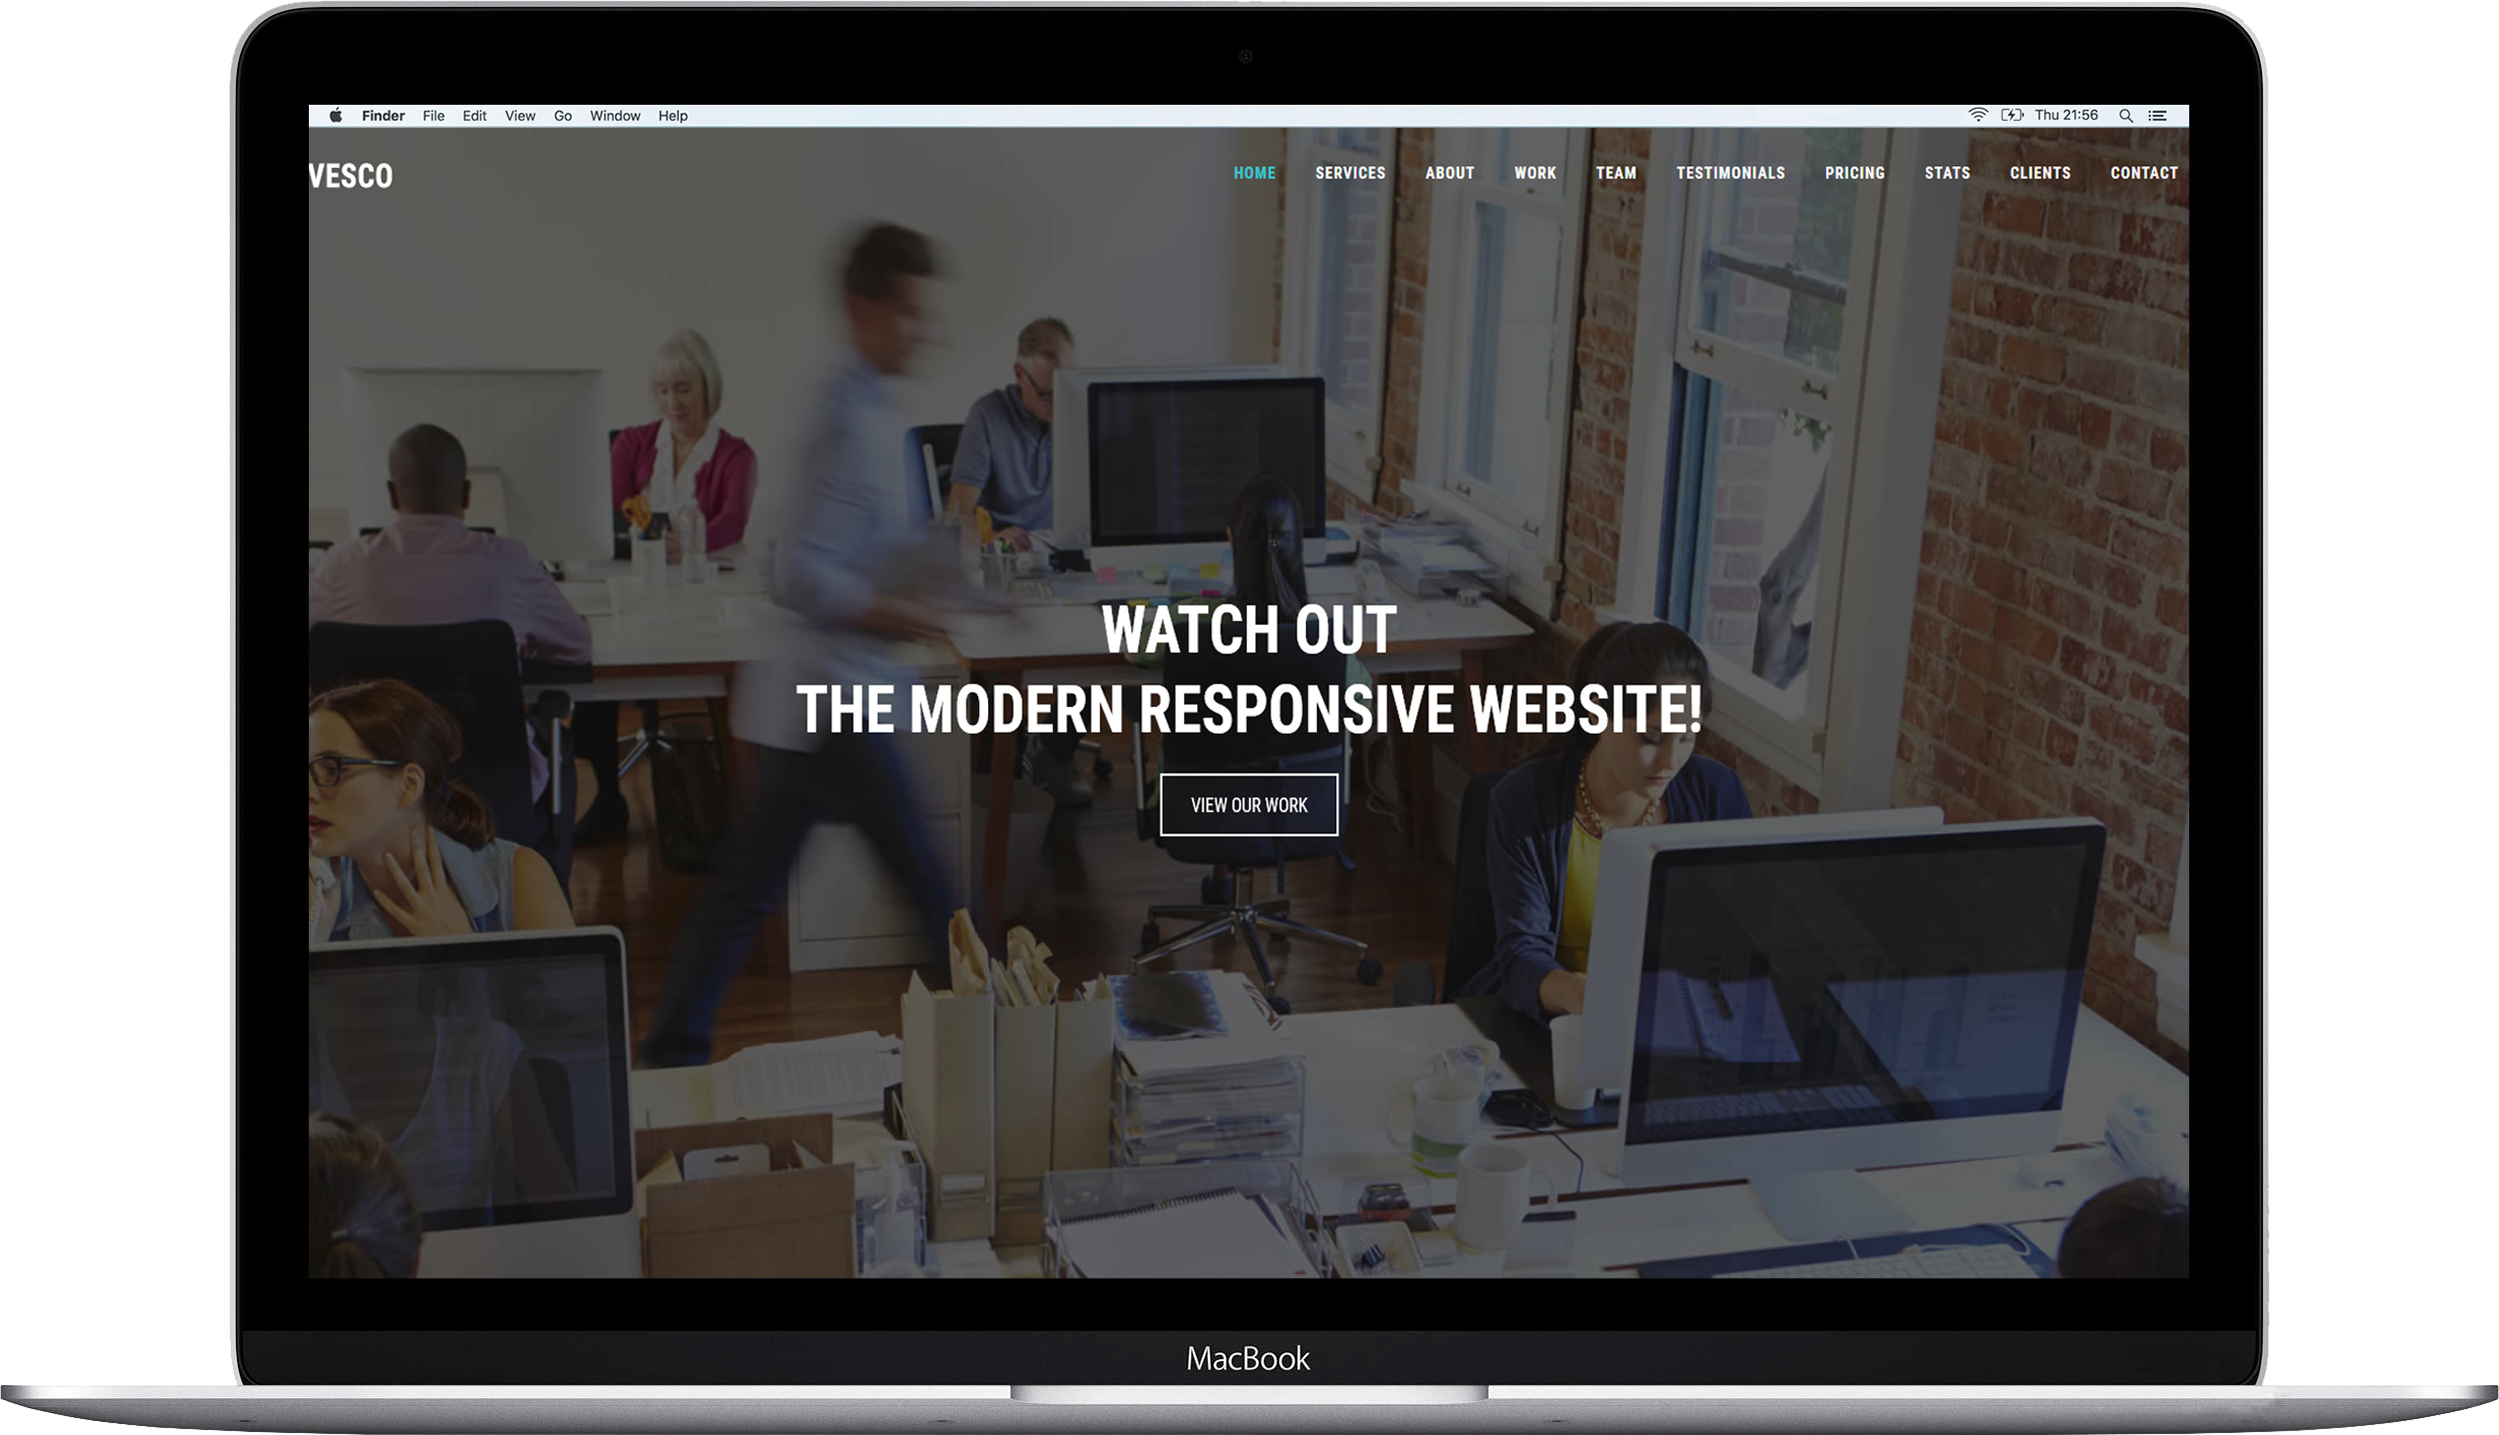 Finder File Edit View Go Window Help Thu 21:56
VESCO HOME SERVICES ABOUT WORK TEAM TESTIMONIALS PRICING STATS CLIENTS CONTACT
WATCH OUT
THE MODERN RESPONSIVE WEBSITE!
VIEW OUR WORK
MacBook